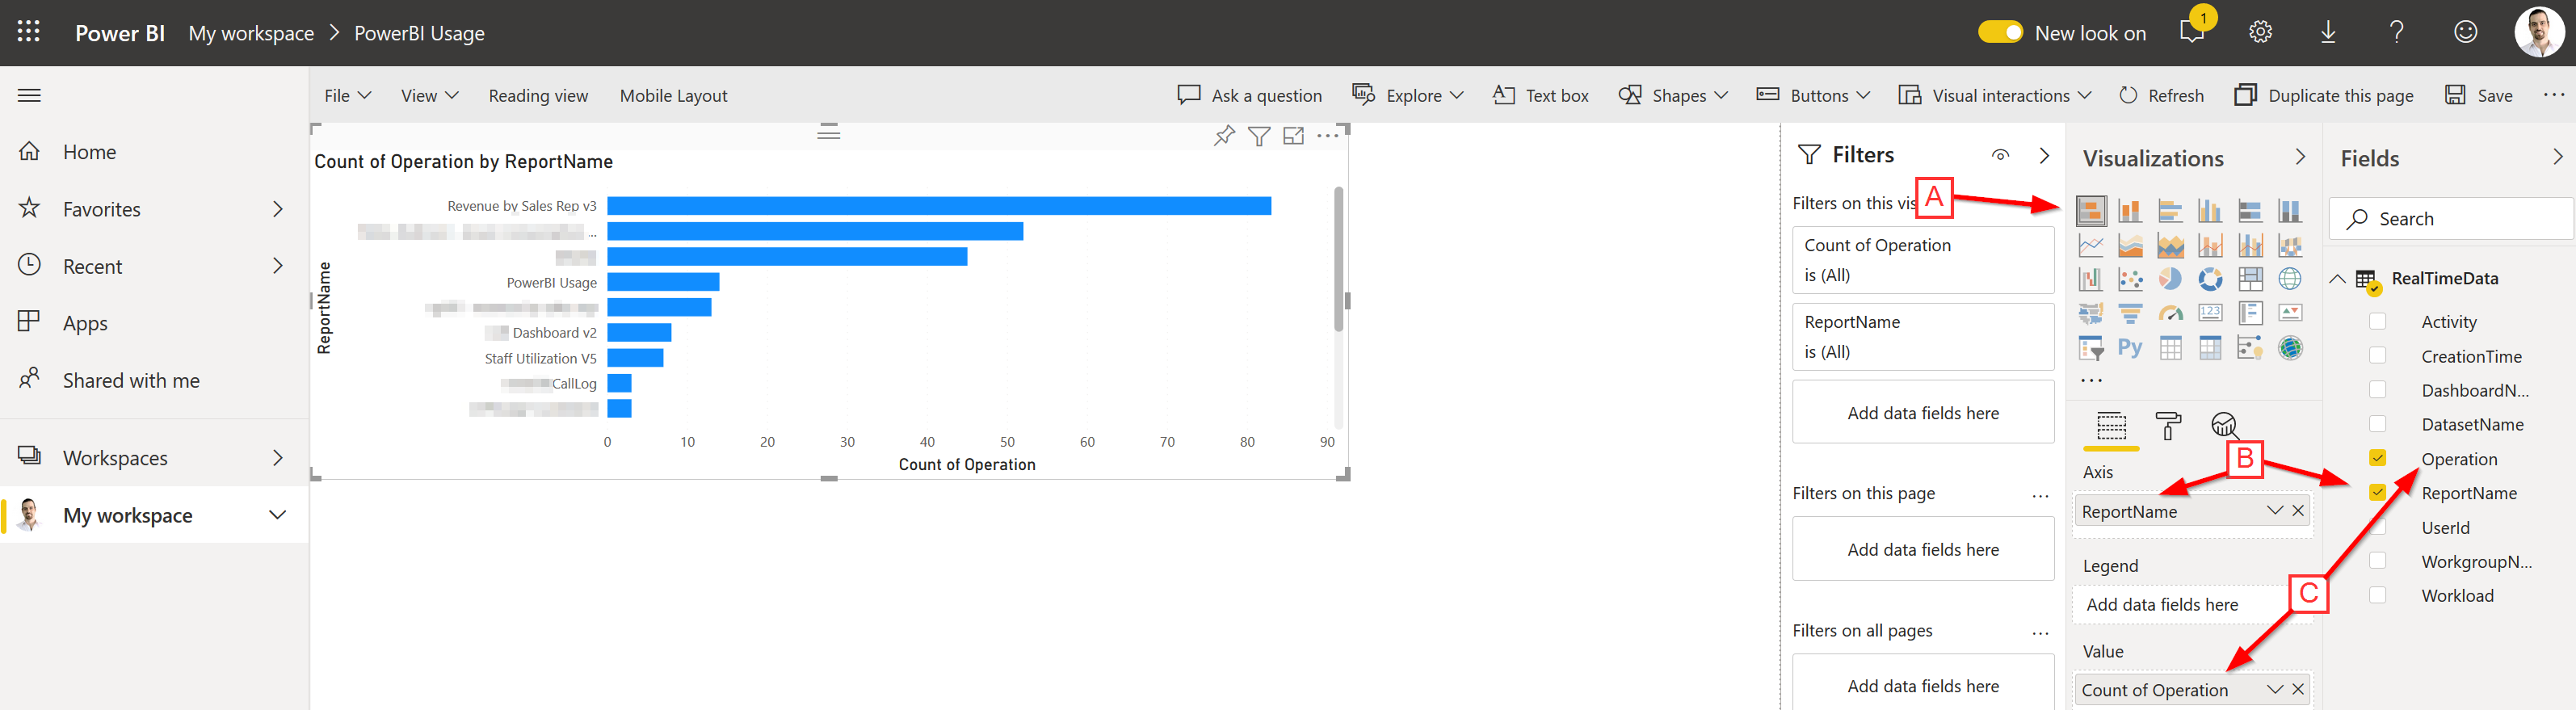 Power BI My workspace > PowerBI Usage
New look on
1
File View Reading view Mobile Layout
Ask a question Explore Text box Shapes Buttons Visual interactions Refresh Duplicate this page Save
Home
Favorites
Recent
Apps
Shared with me
Workspaces
My workspace
Count of Operation by ReportName
ReportName
Revenue by Sales Rep v3
...
PowerBI Usage
Dashboard v2
Staff Utilization V5
CallLog
0 10 20 30 40 50 60 70 80 90
Count of Operation
Filters
Filters on this vis
Count of Operation
is (All)
ReportName
is (All)
Add data fields here
Filters on this page
Add data fields here
Filters on all pages
Add data fields here
Visualizations
A
123
Py
B
Axis
ReportName
Legend
C
Add data fields here
Value
Count of Operation
Fields
Search
RealTimeData
Activity
CreationTime
DashboardN...
DatasetName
Operation
ReportName
UserId
WorkgroupN...
Workload